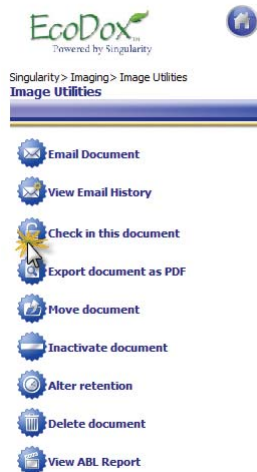 EcoDox™
Powered by Singularity
Singularity> Imaging> Image Utilities
Image Utilities
Email Document
View Email History
Check in this document
Export document as PDF
Move document
Inactivate document
Alter retention
Delete document
View ABL Report